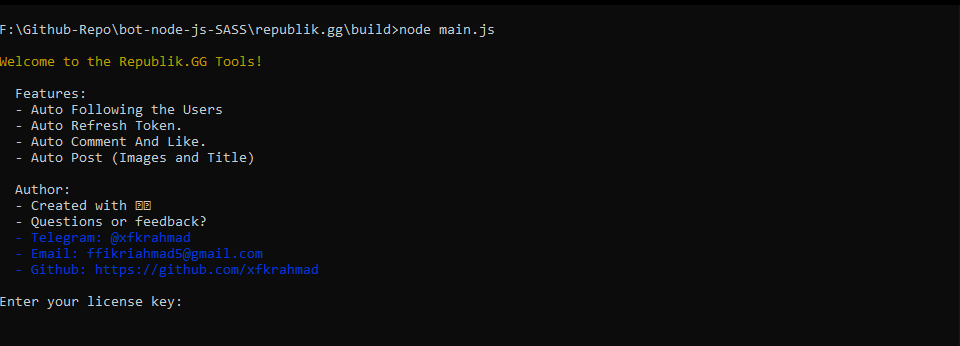 F:\Github-Repo\bot-node-js-SASS\republik.gg\build>node main.js
Welcome to the Republik.GG Tools!
Features:
- Auto Following the Users
- Auto Refresh Token.
- Auto Comment And Like.
- Auto Post (Images and Title)
Author:
- Created with
- Questions or feedback?
- Telegram: @xfkrahmad
- Email: ffikriahmad5@gmail.com
- Github: https://github.com/xfkrahmad
Enter your license key: